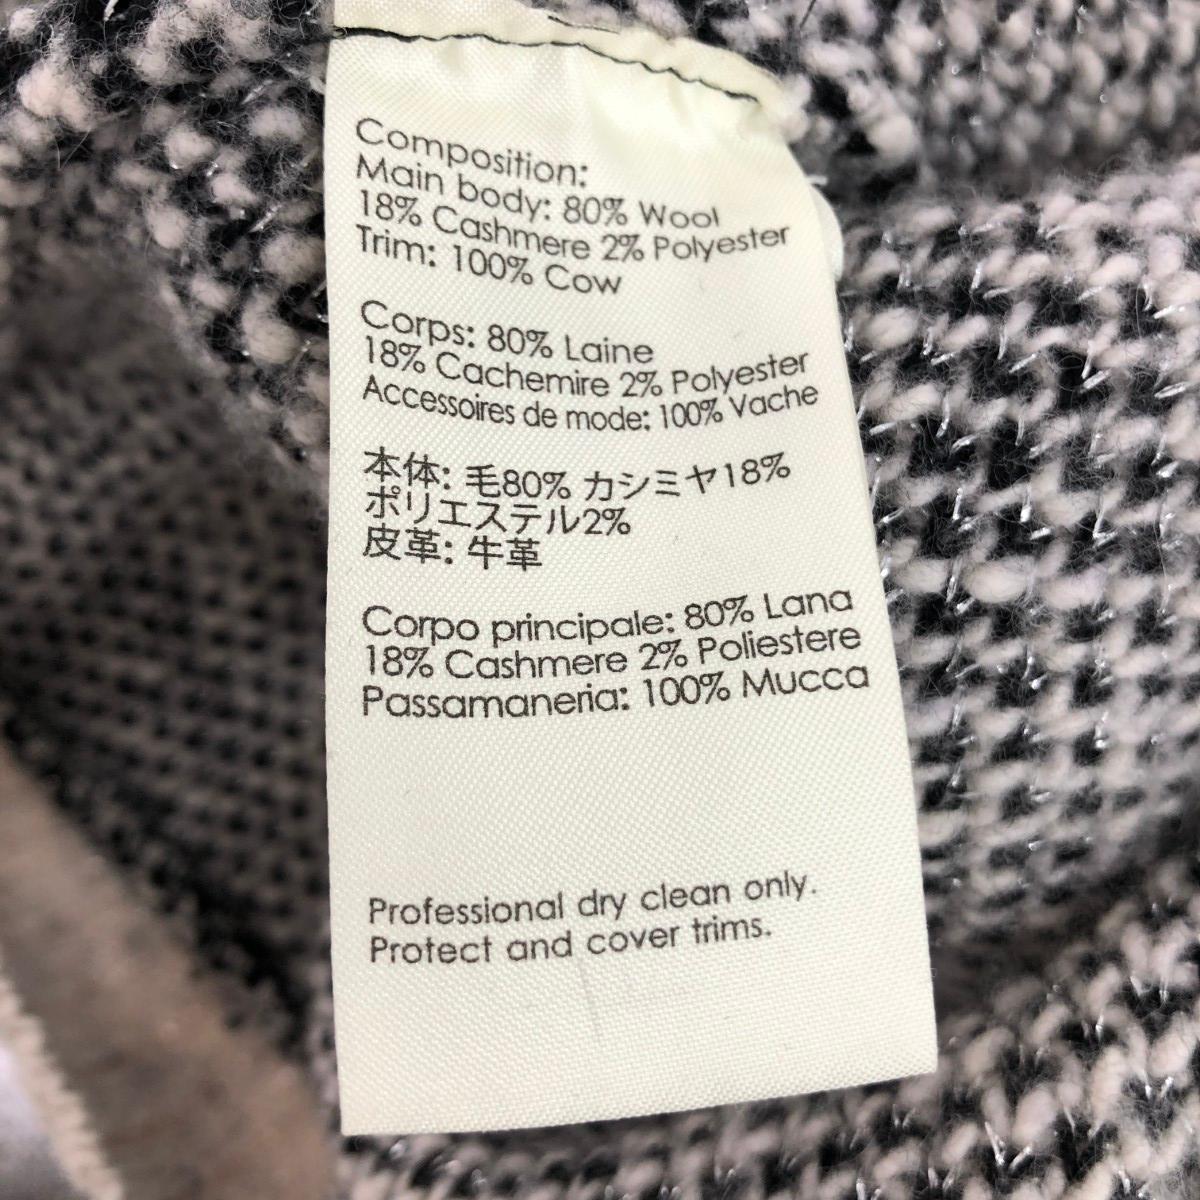 Composition:
Main body: 80% Wool
18% Cashmere 2% Polyester
Trim: 100% Cow
Corps: 80% Laine
18% Cachemire 2% Polyester
Accessoires de mode: 100% Vache
本体: 毛80% カシミヤ18%
ポリエステル2%
皮革: 牛革
Corpo principale: 80% Lana
18% Cashmere 2% Poliestere
Passamaneria: 100% Mucca
Professional dry clean only.
Protect and cover trims.